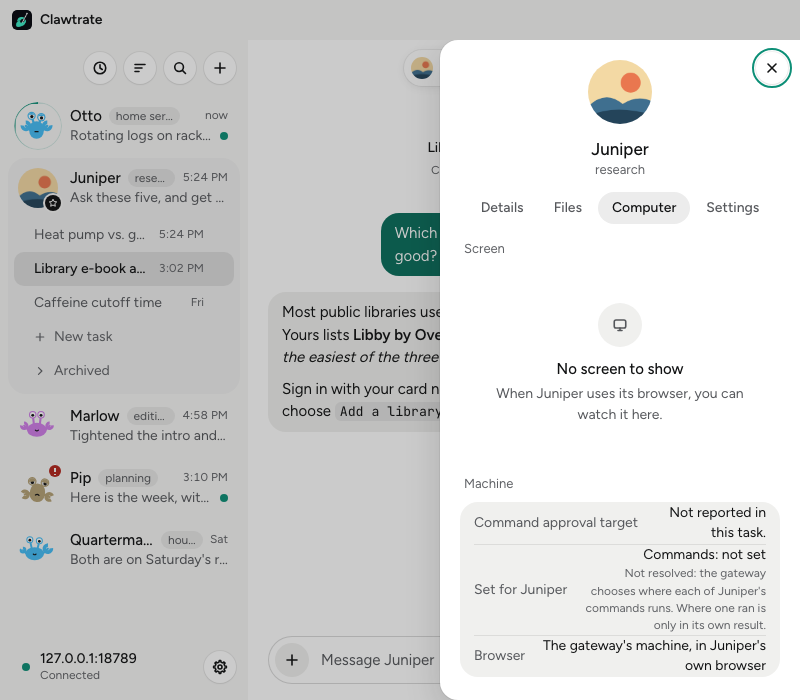 Clawtrate
Otto home ser... now
Rotating logs on rack...
Juniper rese... 5:24 PM
Ask these five, and get ...
Heat pump vs. g... 5:24 PM
Library e-book a... 3:02 PM
Caffeine cutoff time Fri
+ New task
Archived
Marlow editi... 4:58 PM
Tightened the intro and...
Pip planning 3:10 PM
Here is the week, wit...
Quarterma... hou... Sat
Both are on Saturday's r...
127.0.0.1:18789
Connected
Which
good?
Most public libraries use
Yours lists Libby by Ove
the easiest of the three
Sign in with your card n
choose Add a library
Message Juniper
Juniper
research
Details Files Computer Settings
Screen
No screen to show
When Juniper uses its browser, you can
watch it here.
Machine
Command approval target Not reported in
this task.
Set for Juniper Commands: not set
Not resolved: the gateway
chooses where each of Juniper's
commands runs. Where one ran is
only in its own result.
Browser The gateway's machine, in Juniper's
own browser